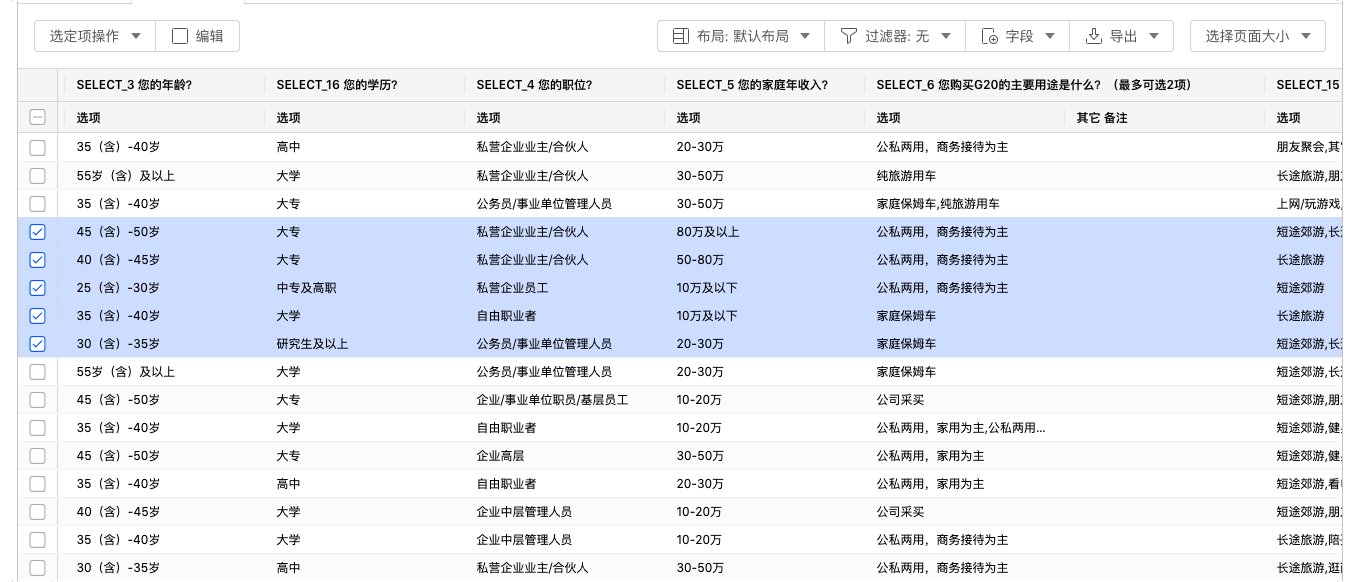 选定项操作 编辑 布局: 默认布局 过滤器: 无 字段 导出 选择页面大小
SELECT_3 您的年龄? SELECT_16 您的学历? SELECT_4 您的职位? SELECT_5 您的家庭年收入? SELECT_6 您购买G20的主要用途是什么? （最多可选2项） SELECT_15
选项 选项 选项 选项 选项 其它 备注 选项
35（含）-40岁 高中 私营企业业主/合伙人 20-30万 公私两用，商务接待为主 朋友聚会,其
55岁（含）及以上 大学 私营企业业主/合伙人 30-50万 纯旅游用车 长途旅游,朋
35（含）-40岁 大专 公务员/事业单位管理人员 30-50万 家庭保姆车,纯旅游用车 上网/玩游戏,
45（含）-50岁 大专 私营企业业主/合伙人 80万及以上 公私两用，商务接待为主 短途郊游,长
40（含）-45岁 大专 私营企业业主/合伙人 50-80万 公私两用，商务接待为主 长途旅游
25（含）-30岁 中专及高职 私营企业员工 10万及以下 公私两用，商务接待为主 短途郊游
35（含）-40岁 大学 自由职业者 10万及以下 家庭保姆车 长途旅游
30（含）-35岁 研究生及以上 公务员/事业单位管理人员 20-30万 家庭保姆车 短途郊游,长
55岁（含）及以上 大学 公务员/事业单位管理人员 20-30万 家庭保姆车 短途郊游,长
45（含）-50岁 大专 企业/事业单位职员/基层员工 10-20万 公司采买 短途郊游,朋
35（含）-40岁 大学 自由职业者 10-20万 公私两用，家用为主,公私两用... 短途郊游,健
45（含）-50岁 大专 企业高层 30-50万 公私两用，家用为主 短途郊游,健
35（含）-40岁 高中 自由职业者 20-30万 公私两用，家用为主 短途郊游,看
40（含）-45岁 大学 企业中层管理人员 10-20万 公司采买 短途郊游,朋
35（含）-40岁 大学 企业中层管理人员 10-20万 公私两用，商务接待为主 长途旅游,陪
30（含）-35岁 高中 私营企业业主/合伙人 30-50万 公私两用，商务接待为主 长途旅游,逛